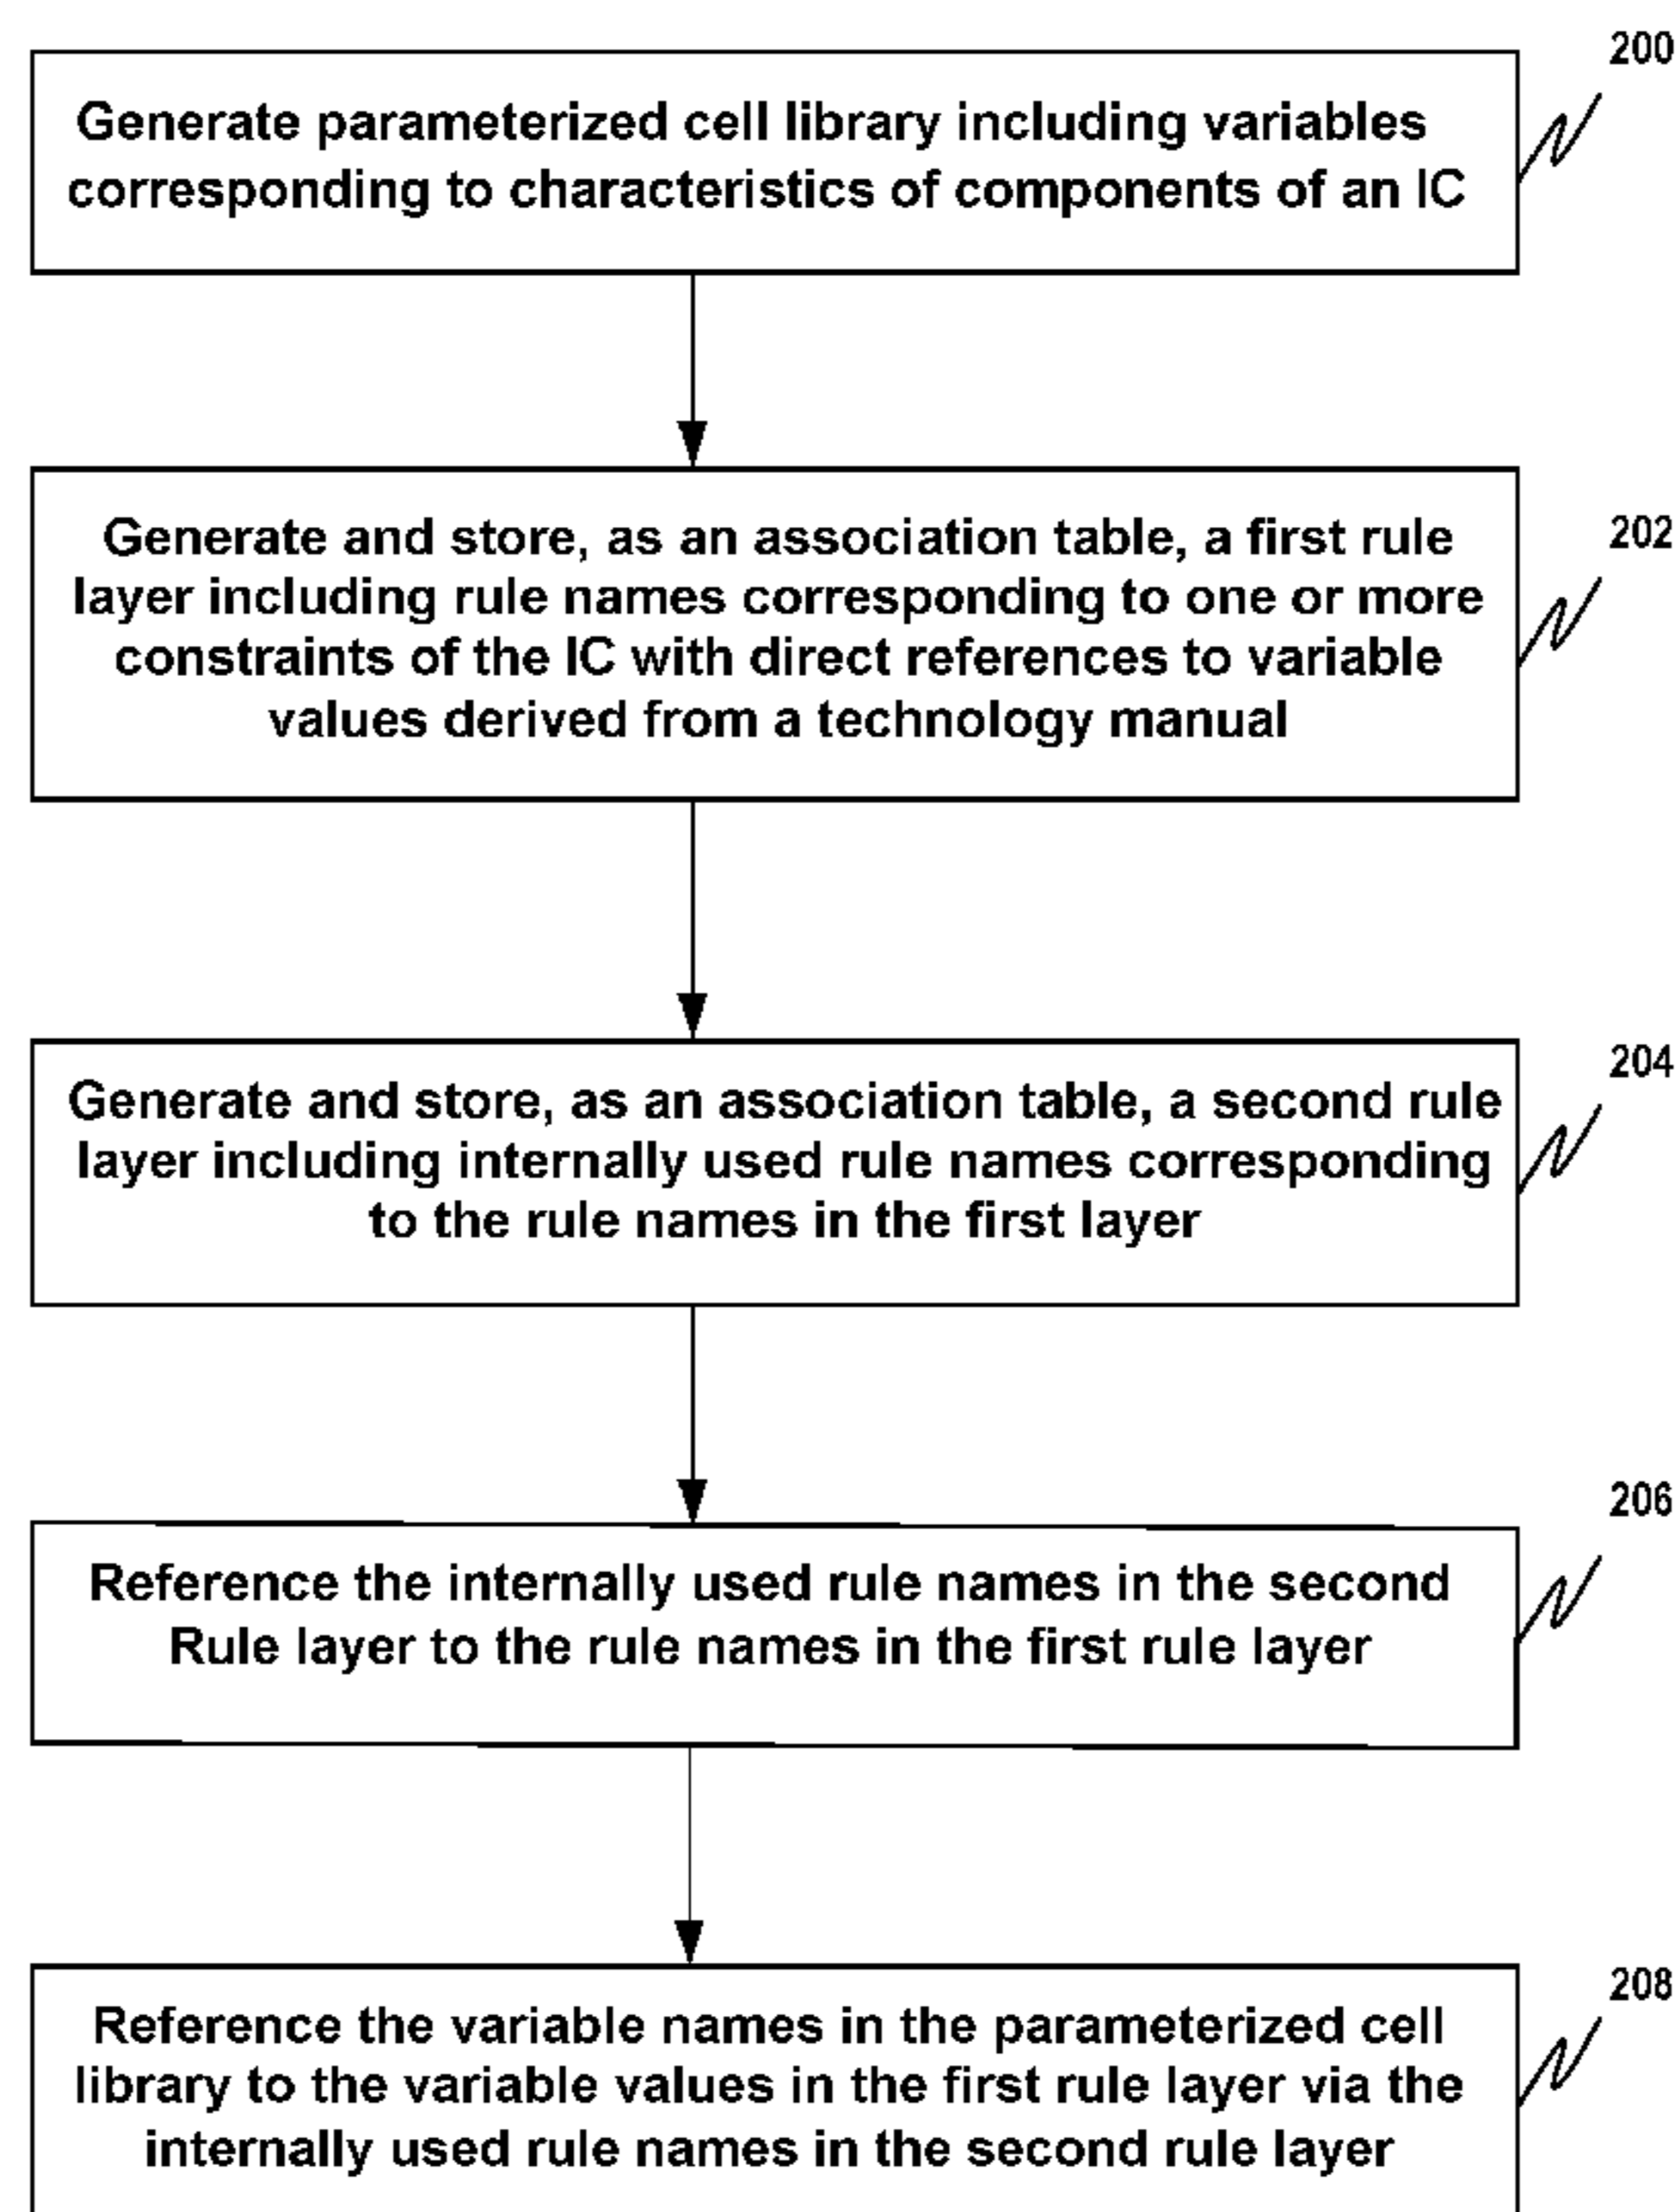 200
Generate parameterized cell library including variables
corresponding to characteristics of components of an IC
202
Generate and store, as an association table, a first rule
layer including rule names corresponding to one or more
constraints of the IC with direct references to variable
values derived from a technology manual
204
Generate and store, as an association table, a second rule
layer including internally used rule names corresponding
to the rule names in the first layer
206
Reference the internally used rule names in the second
Rule layer to the rule names in the first rule layer
208
Reference the variable names in the parameterized cell
library to the variable values in the first rule layer via the
internally used rule names in the second rule layer